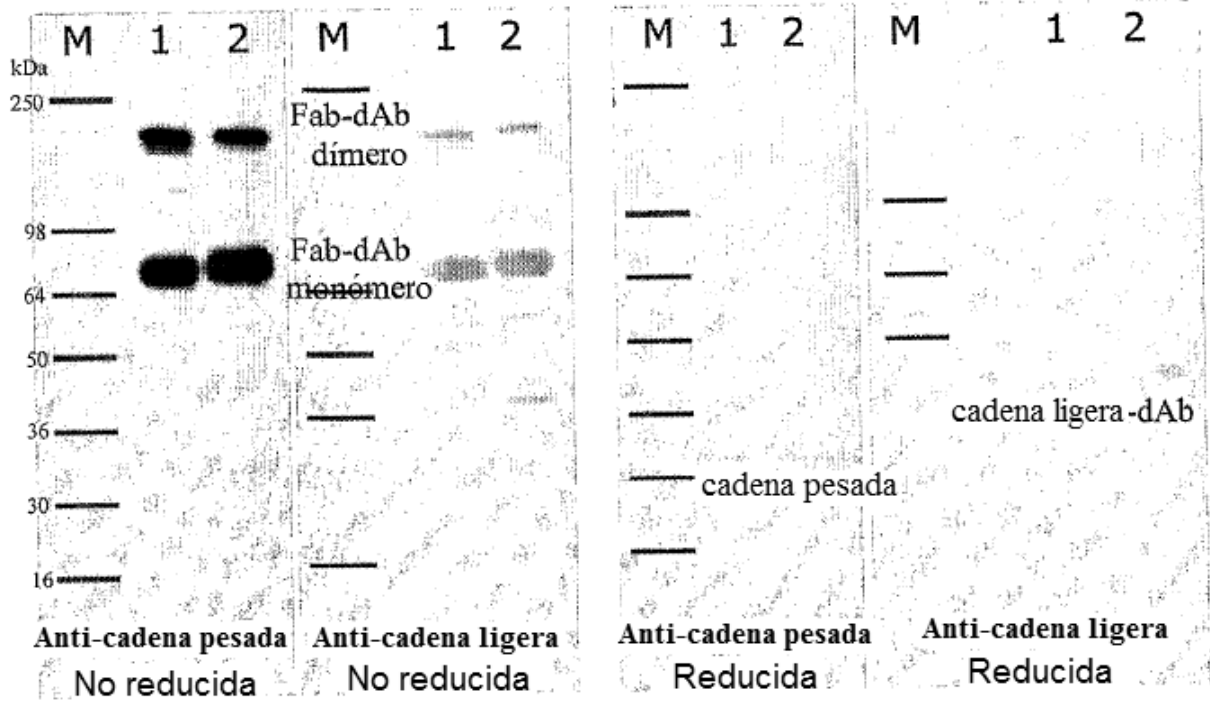 M 1 2 M 1 2 M 1 2 M 1 2
kDa
250
Fab-dAb
dímero
98
Fab-dAb
monómero
64
50
36
cadena ligera-dAb
30
cadena pesada
16
Anti-cadena pesada Anti-cadena ligera Anti-cadena pesada Anti-cadena ligera
No reducida No reducida Reducida Reducida